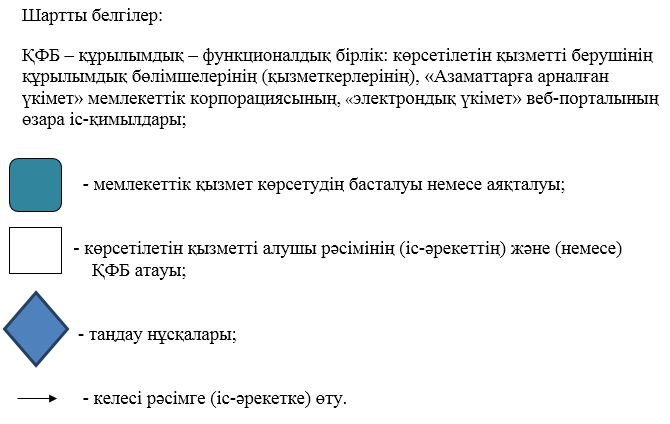 Шартты белгілер:
ҚФБ – құрылымдық – функционалдық бірлік: көрсетілетін қызметті берушінің
құрылымдық бөлімшелерінің (қызметкерлерінің), «Азаматтарға арналған
үкімет» мемлекеттік корпорациясының, «электрондық үкімет» веб-порталының
өзара іс-қимылдары;
- мемлекеттік қызмет көрсетудің басталуы немесе аяқталуы;
- көрсетілетін қызметті алушы рәсімінің (іс-әрекеттің) және (немесе)
ҚФБ атауы;
- таңдау нұсқалары;
- келесі рәсімге (іс-әрекетке) өту.